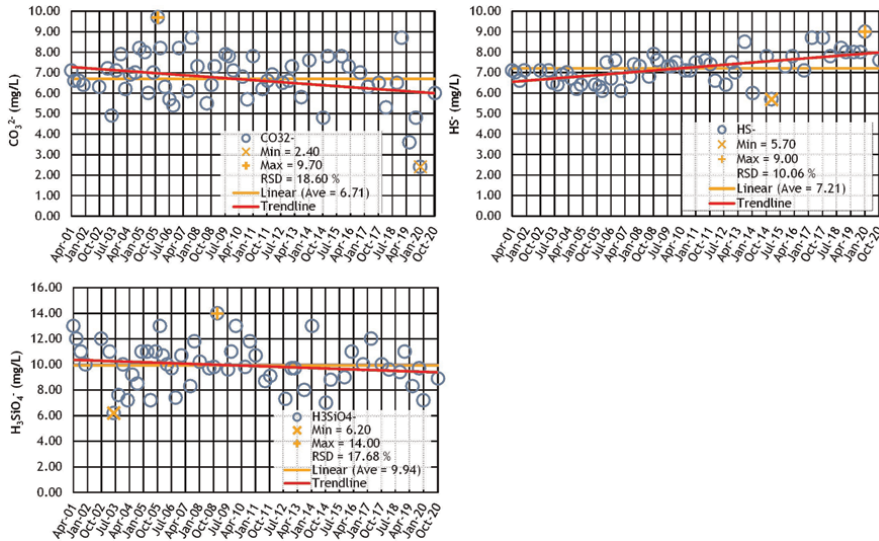 10.00
9.00
8.00
7.00
6.00
5.00
4.00
3.00
2.00
1.00
0.00
CO₃²⁻ (mg/L)
CO32-
Min = 2.40
Max = 9.70
RSD = 18.60 %
Linear (Ave = 6.71)
Trendline
Apr-01
Jan-02
Oct-02
Jul-03
Apr-04
Jan-05
Oct-05
Jul-06
Apr-07
Jan-08
Oct-08
Jul-09
Apr-10
Jan-11
Oct-11
Jul-12
Apr-13
Jan-14
Oct-14
Jul-15
Apr-16
Jan-17
Oct-17
Jul-18
Apr-19
Jan-20
Oct-20
10.00
9.00
8.00
7.00
6.00
5.00
4.00
3.00
2.00
1.00
0.00
HS⁻ (mg/L)
HS-
Min = 5.70
Max = 9.00
RSD = 10.06 %
Linear (Ave = 7.21)
Trendline
Apr-01
Jan-02
Oct-02
Jul-03
Apr-04
Jan-05
Oct-05
Jul-06
Apr-07
Jan-08
Oct-08
Jul-09
Apr-10
Jan-11
Oct-11
Jul-12
Apr-13
Jan-14
Oct-14
Jul-15
Apr-16
Jan-17
Oct-17
Jul-18
Apr-19
Jan-20
Oct-20
16.00
14.00
12.00
10.00
8.00
6.00
4.00
2.00
0.00
H₃SiO₄⁻ (mg/L)
H3SiO4-
Min = 6.20
Max = 14.00
RSD = 17.68 %
Linear (Ave = 9.94)
Trendline
Apr-01
Jan-02
Oct-02
Jul-03
Apr-04
Jan-05
Oct-05
Jul-06
Apr-07
Jan-08
Oct-08
Jul-09
Apr-10
Jan-11
Oct-11
Jul-12
Apr-13
Jan-14
Oct-14
Jul-15
Apr-16
Jan-17
Oct-17
Jul-18
Apr-19
Jan-20
Oct-20